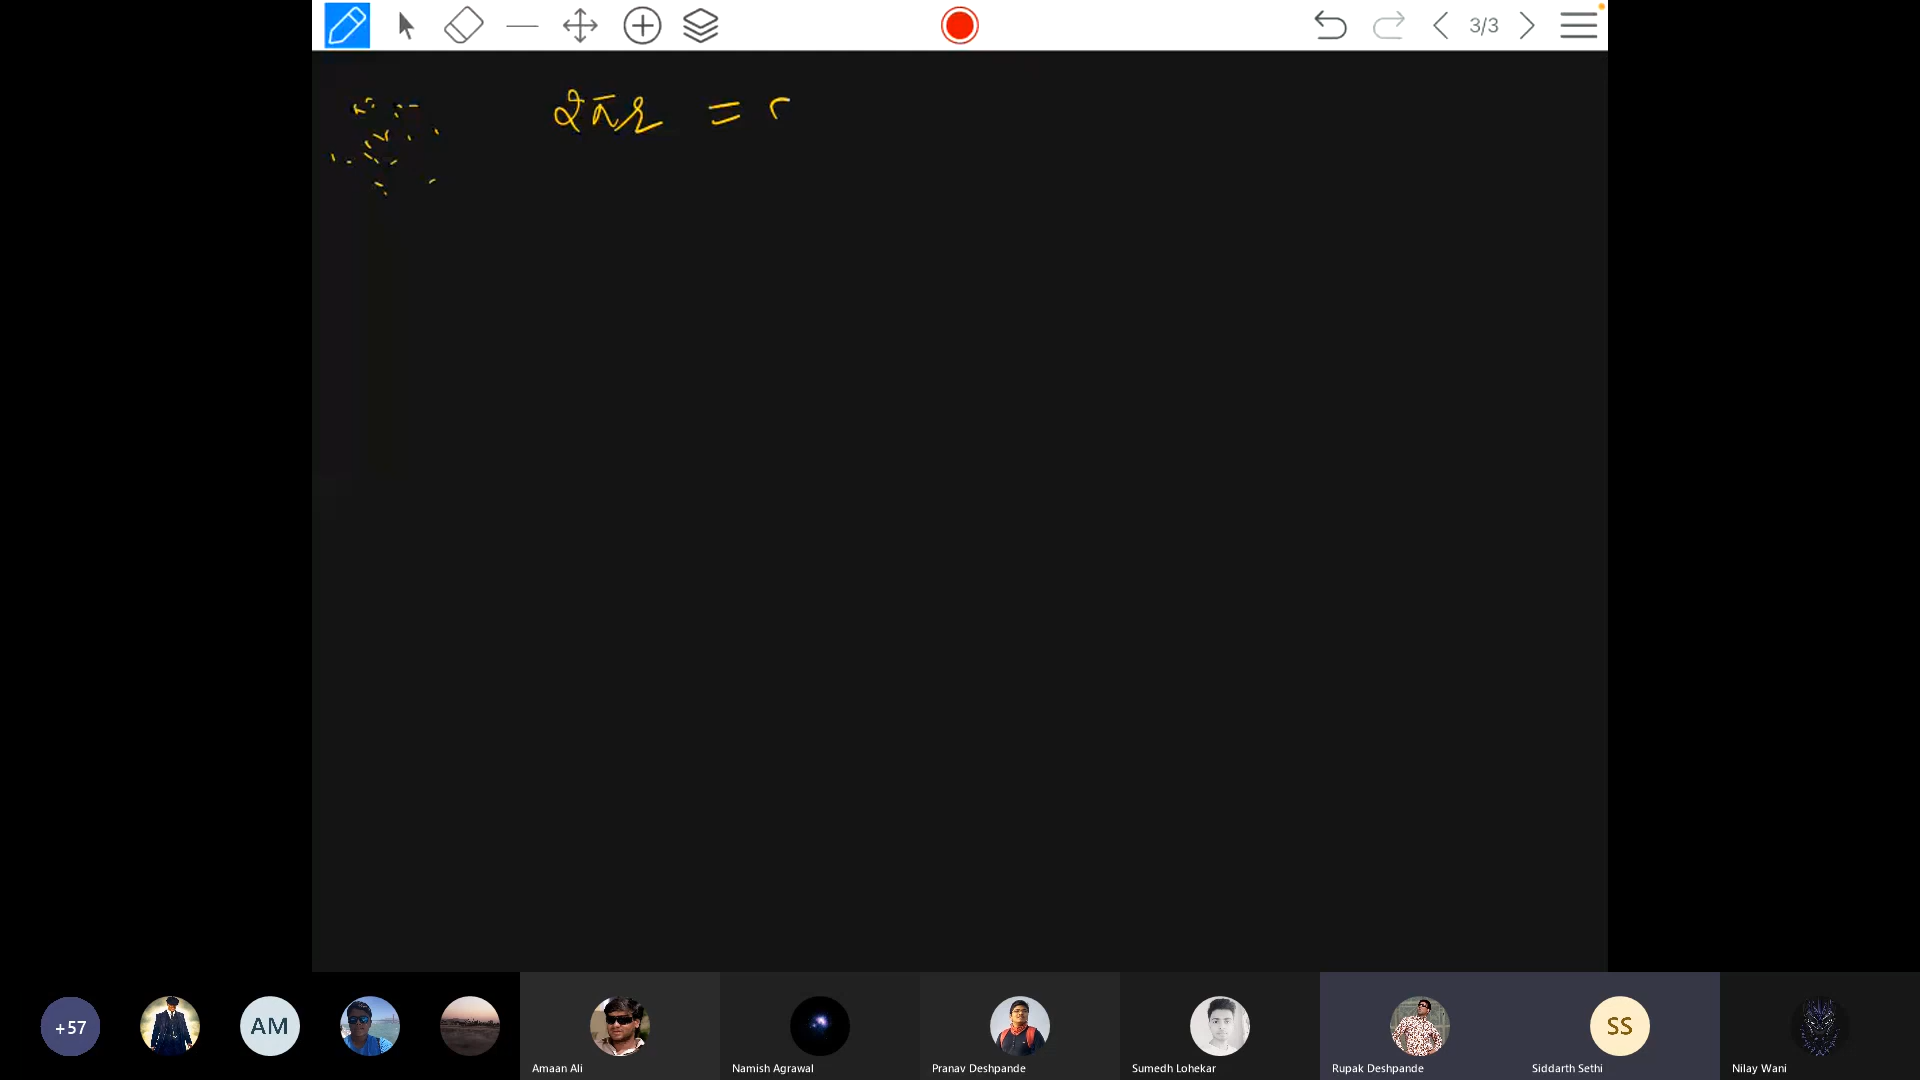 3/3
2πr = r
+57
AM
SS
Amaan Ali
Namish Agrawal
Pranav Deshpande
Sumedh Lohekar
Rupak Deshpande
Siddarth Sethi
Nilay Wani